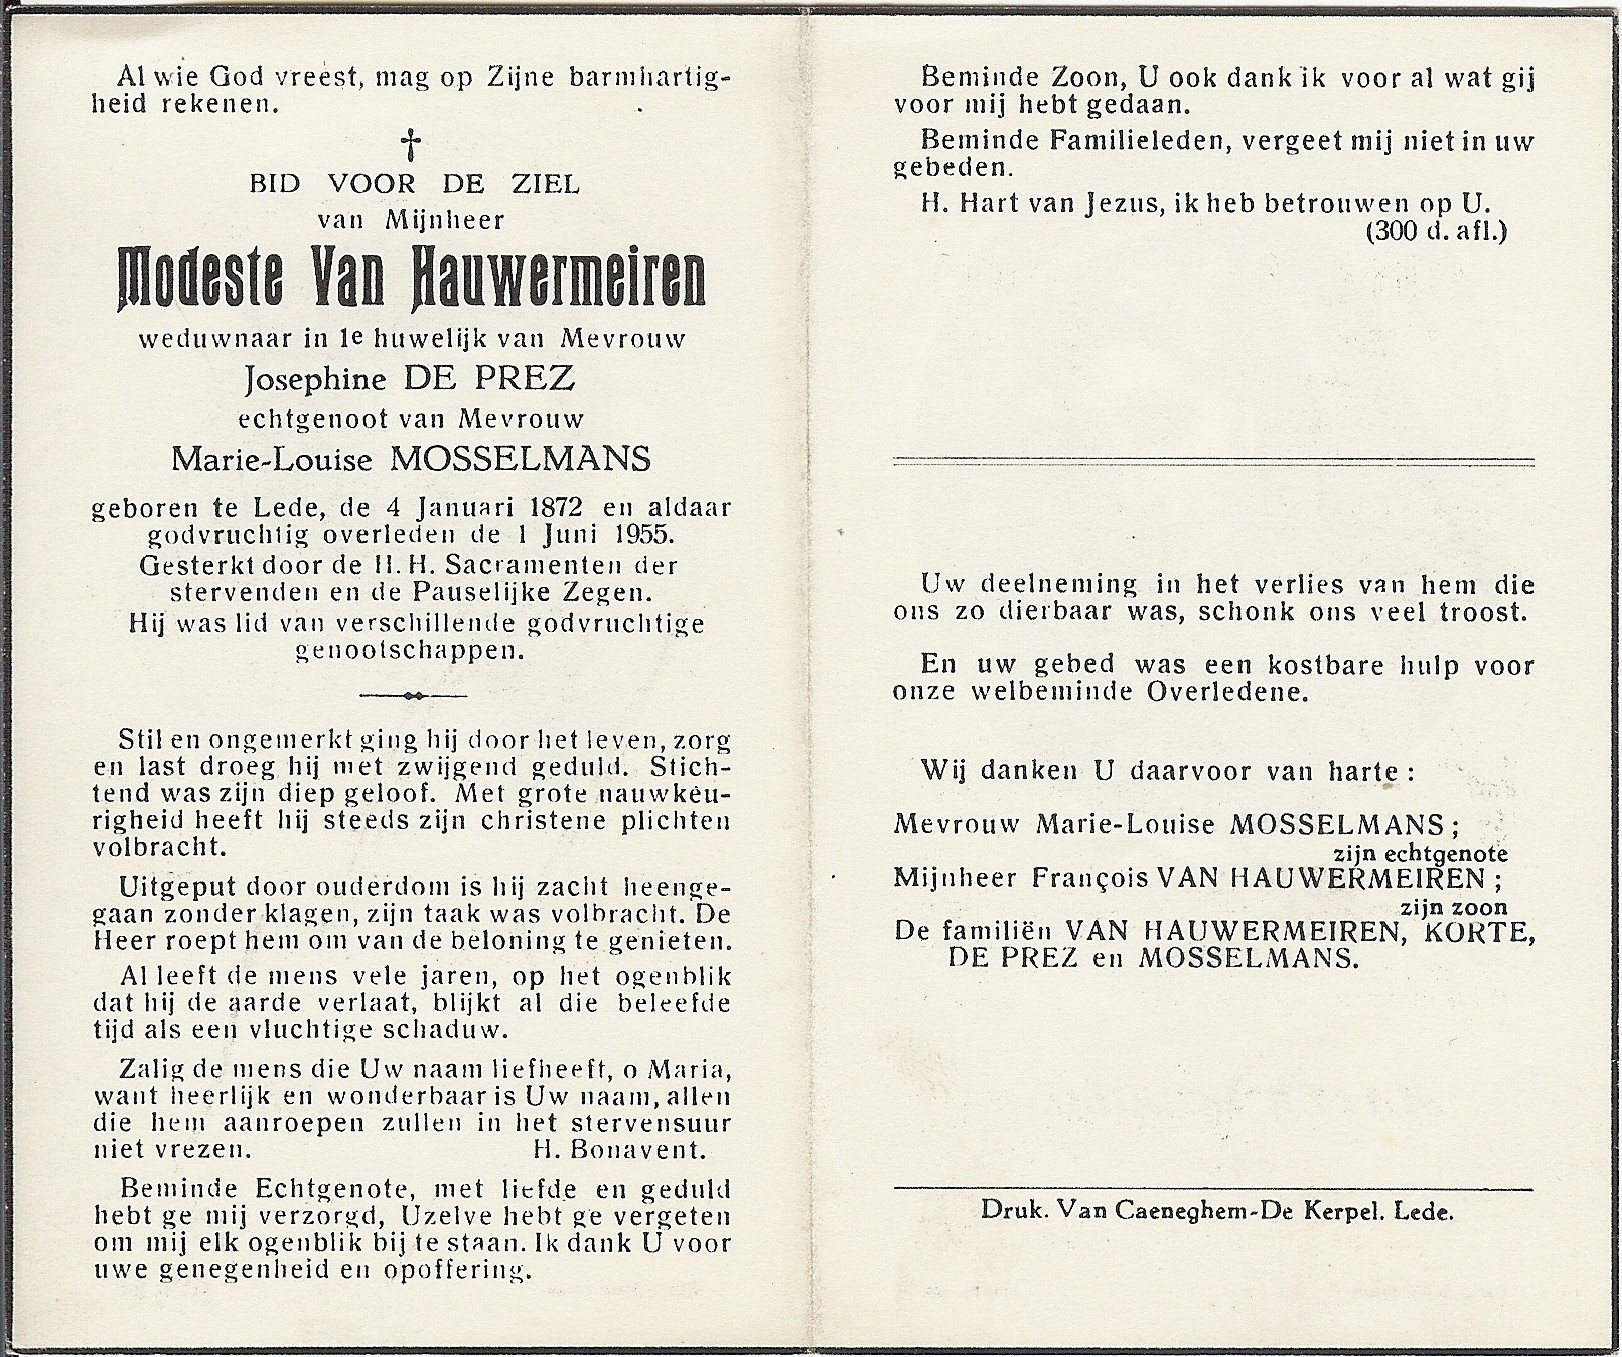 Al wie God vreest, mag op Zijne barmhartig-
heid rekenen.
†
BID VOOR DE ZIEL
van Mijnheer
Modeste Van Hauwermeiren
weduwnaar in 1e huwelijk van Mevrouw
Josephine DE PREZ
echtgenoot van Mevrouw
Marie-Louise MOSSELMANS
geboren te Lede, de 4 Januari 1872 en aldaar
godvruchtig overleden de 1 Juni 1955.
Gesterkt door de H. H. Sacramenten der
stervenden en de Pauselijke Zegen.
Hij was lid van verschillende godvruchtige
genootschappen.
Stil en ongemerkt ging hij door het leven, zorg
en last droeg hij met zwijgend geduld. Stich-
tend was zijn diep geloof. Met grote nauwkeu-
righeid heeft hij steeds zijn christene plichten
volbracht.
Uitgeput door ouderdom is hij zacht heenge-
gaan zonder klagen, zijn taak was volbracht. De
Heer roept hem om van de beloning te genieten.
Al leeft de mens vele jaren, op het ogenblik
dat hij de aarde verlaat, blijkt al die beleefde
tijd als een vluchtige schaduw.
Zalig de mens die Uw naam liefheeft, o Maria,
want heerlijk en wonderbaar is Uw naam, allen
die hem aanroepen zullen in het stervensuur
niet vrezen. H. Bonavent.
Beminde Echtgenote, met liefde en geduld
hebt ge mij verzorgd, Uzelve hebt ge vergeten
om mij elk ogenblik bij te staan. Ik dank U voor
uwe genegenheid en opoffering.
Beminde Zoon, U ook dank ik voor al wat gij
voor mij hebt gedaan.
Beminde Familieleden, vergeet mij niet in uw
gebeden.
H. Hart van Jezus, ik heb betrouwen op U.
(300 d. afl.)
Uw deelneming in het verlies van hem die
ons zo dierbaar was, schonk ons veel troost.
En uw gebed was een kostbare hulp voor
onze welbeminde Overledene.
Wij danken U daarvoor van harte :
Mevrouw Marie-Louise MOSSELMANS ;
zijn echtgenote
Mijnheer François VAN HAUWERMEIREN ;
zijn zoon
De familiën VAN HAUWERMEIREN, KORTE,
DE PREZ en MOSSELMANS.
Druk. Van Caeneghem-De Kerpel. Lede.